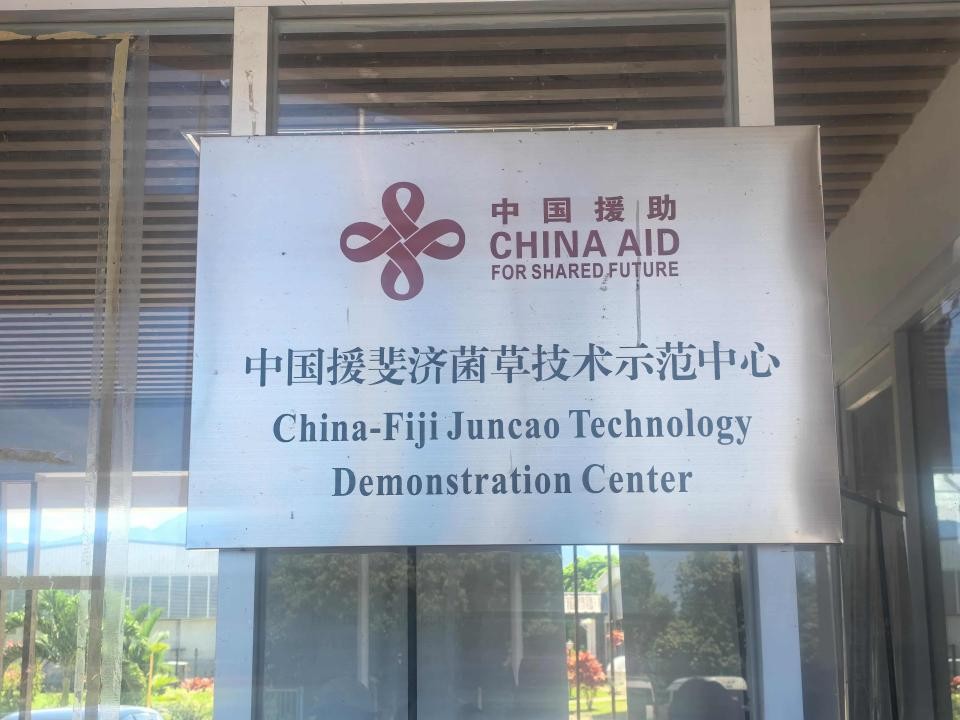 中国援助
CHINA AID
FOR SHARED FUTURE
中国援斐济菌草技术示范中心
China-Fiji Juncao Technology
Demonstration Center